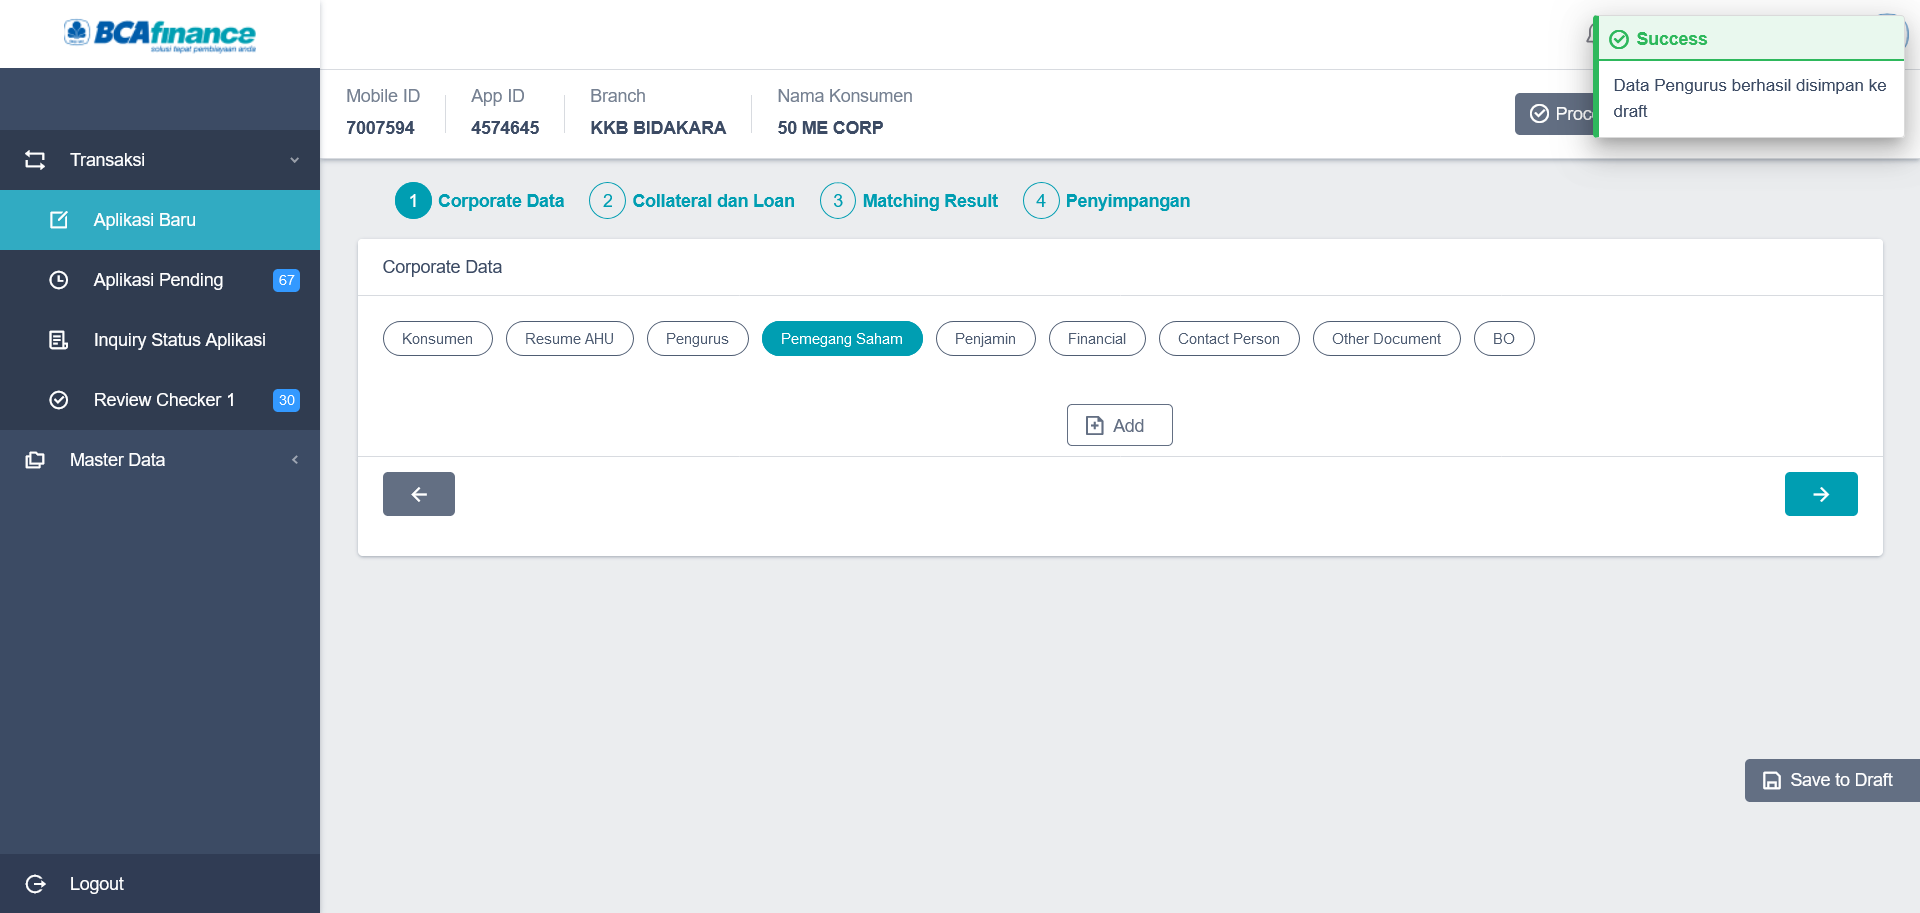 BCAfinance
solusi tepat pembiayaan anda
Success
Data Pengurus berhasil disimpan ke
draft
Mobile ID
7007594
App ID
4574645
Branch
KKB BIDAKARA
Nama Konsumen
50 ME CORP
Transaksi
Aplikasi Baru
Aplikasi Pending 67
Inquiry Status Aplikasi
Review Checker 1 30
Master Data
Logout
1 Corporate Data 2 Collateral dan Loan 3 Matching Result 4 Penyimpangan
Corporate Data
Konsumen Resume AHU Pengurus Pemegang Saham Penjamin Financial Contact Person Other Document BO
Add
Save to Draft